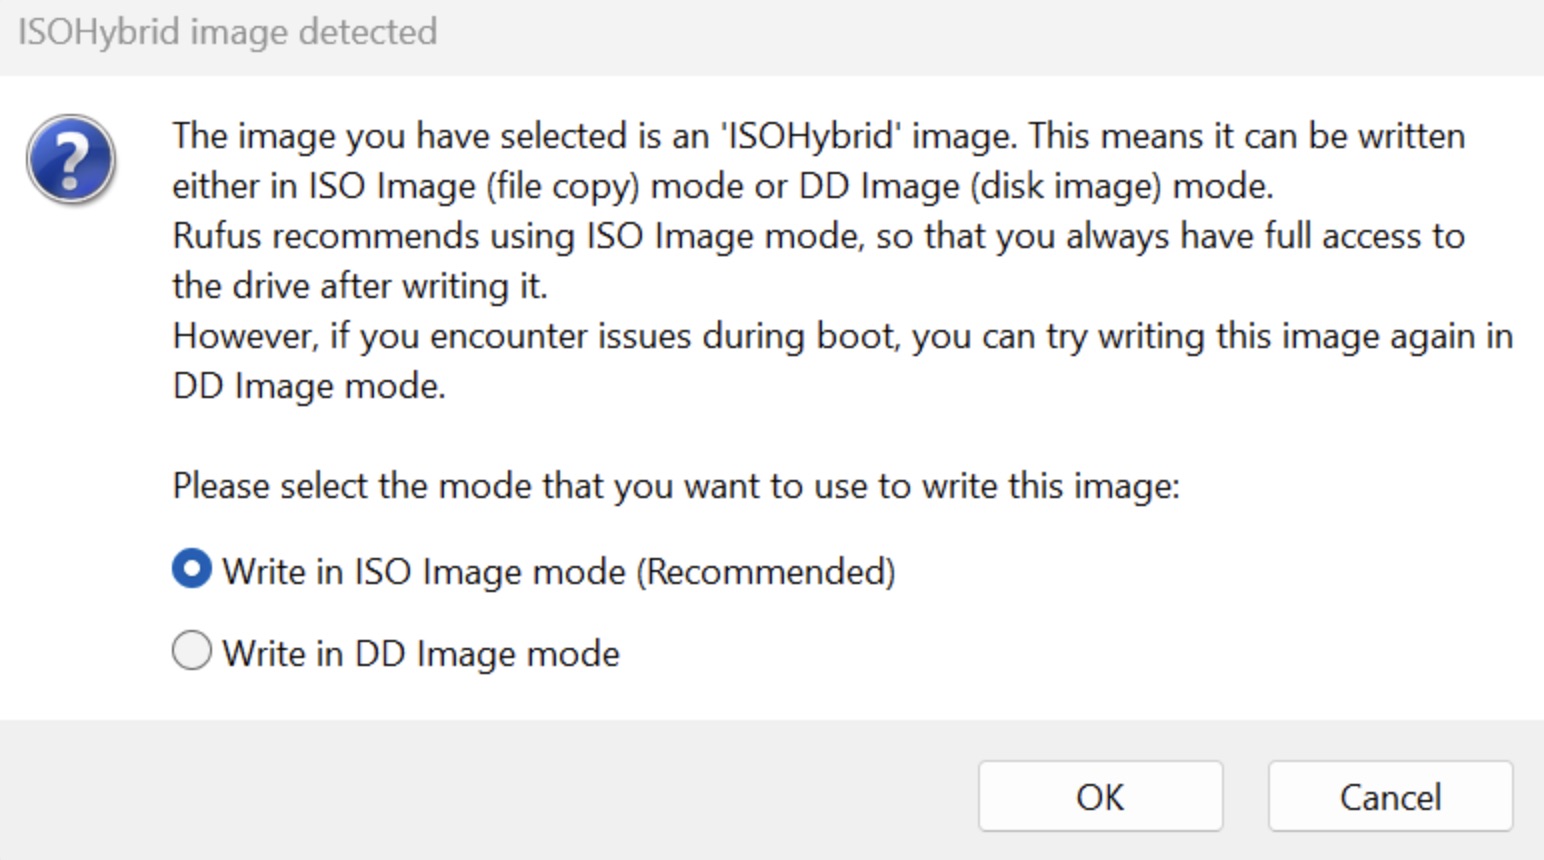 ISOHybrid image detected
The image you have selected is an 'ISOHybrid' image. This means it can be written
either in ISO Image (file copy) mode or DD Image (disk image) mode.
Rufus recommends using ISO Image mode, so that you always have full access to
the drive after writing it.
However, if you encounter issues during boot, you can try writing this image again in
DD Image mode.
Please select the mode that you want to use to write this image:
Write in ISO Image mode (Recommended)
Write in DD Image mode
OK
Cancel